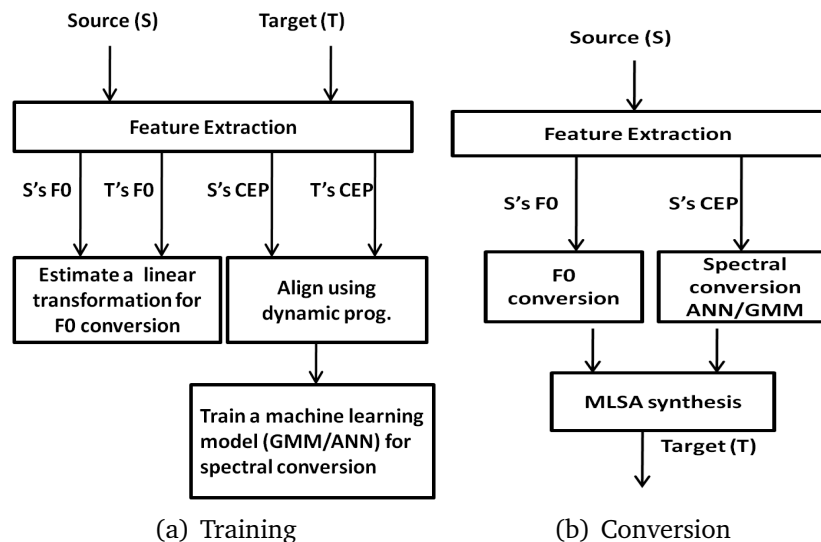 Source (S)
Target (T)
Feature Extraction
S's F0
T's F0
S's CEP
T's CEP
Estimate a linear
transformation for
F0 conversion
Align using
dynamic prog.
Train a machine learning
model (GMM/ANN) for
spectral conversion
(a) Training
Source (S)
Feature Extraction
S's F0
S's CEP
F0
conversion
Spectral
conversion
ANN/GMM
MLSA synthesis
Target (T)
(b) Conversion